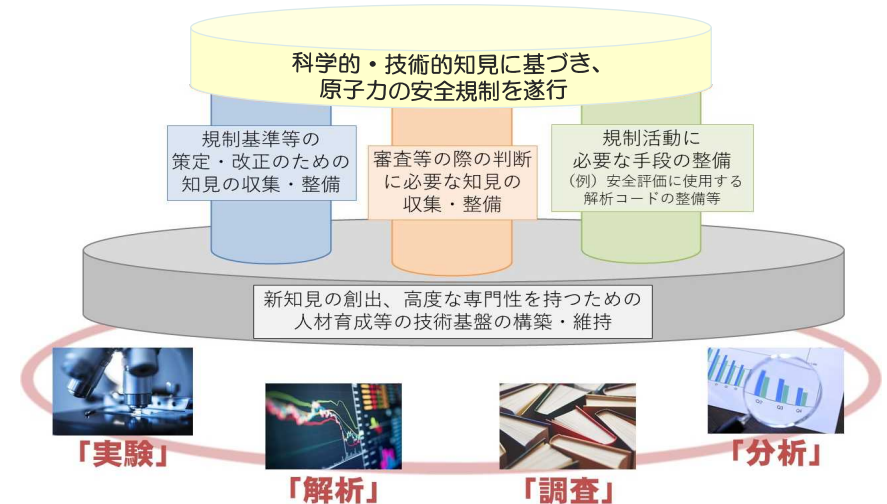 科学的・技術的知見に基づき、
原子力の安全規制を遂行
規制基準等の
策定・改正のための
知見の収集・整備
審査等の際の判断
に必要な知見の
収集・整備
規制活動に
必要な手段の整備
（例）安全評価に使用する
解析コードの整備等
新知見の創出、高度な専門性を持つための
人材育成等の技術基盤の構築・維持
「実験」
「解析」
「調査」
「分析」